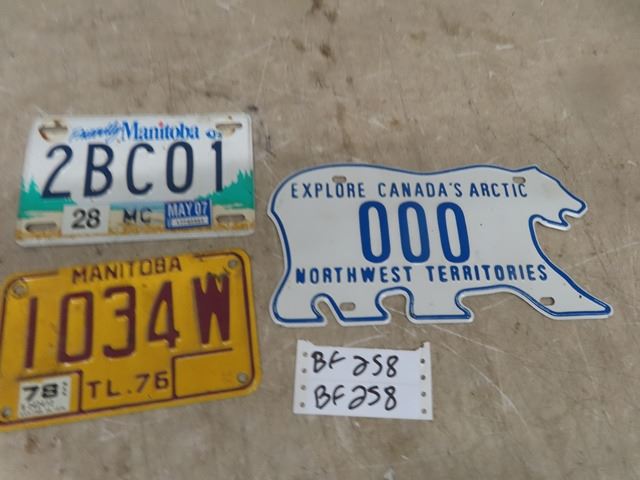 Friendly Manitoba
2BC01
28 MC MAY 07
MANITOBA
1034W
78 TL.76
EXPLORE CANADA'S ARCTIC
000
NORTHWEST TERRITORIES
BF258
BF258